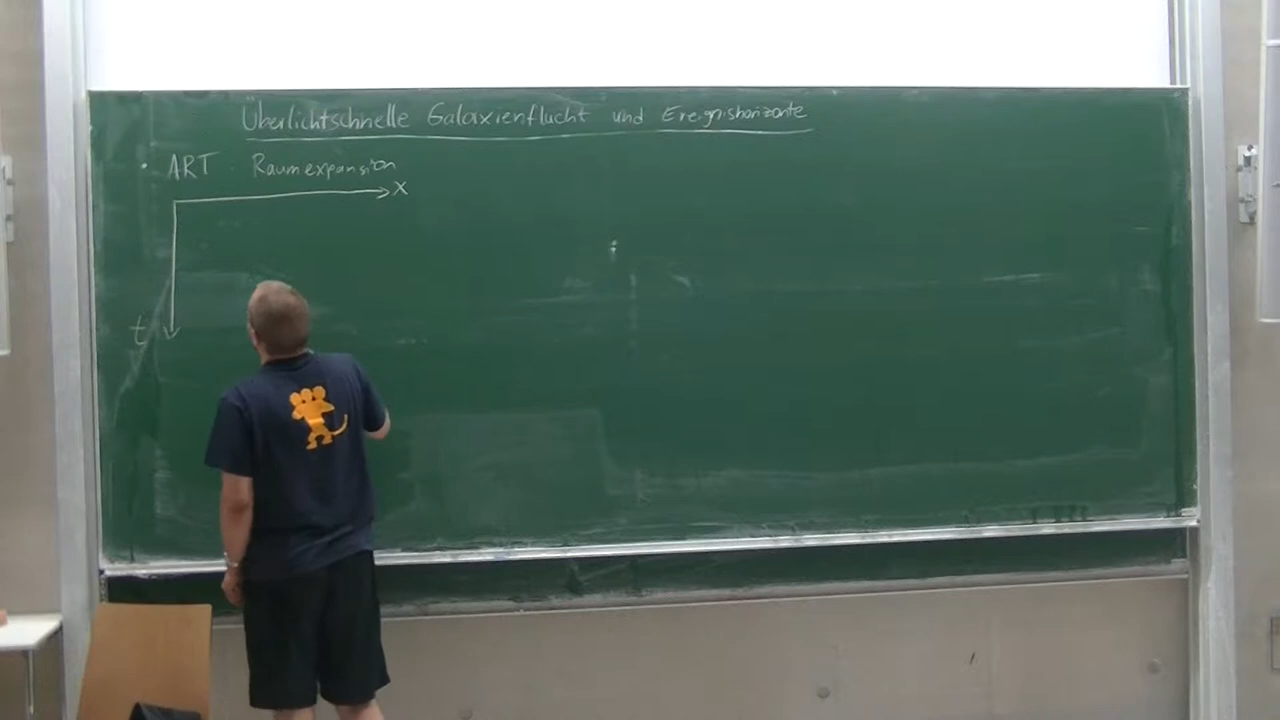 Überlichtschnelle Galaxienflucht und Ereignishorizonte
· ART Raumexpansion
x
t